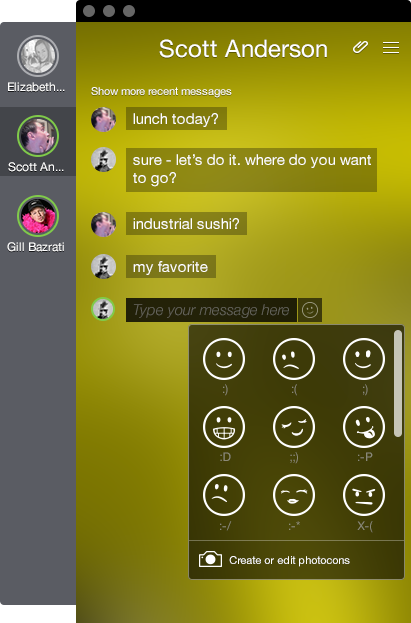 Scott Anderson
Elizabeth...
Scott An...
Gill Bazrati
Show more recent messages
lunch today?
sure - let's do it. where do you want
to go?
industrial sushi?
my favorite
Type your message here
:) :( ;)
:D ;;) :-P
:-/ :-* X-(
Create or edit photocons